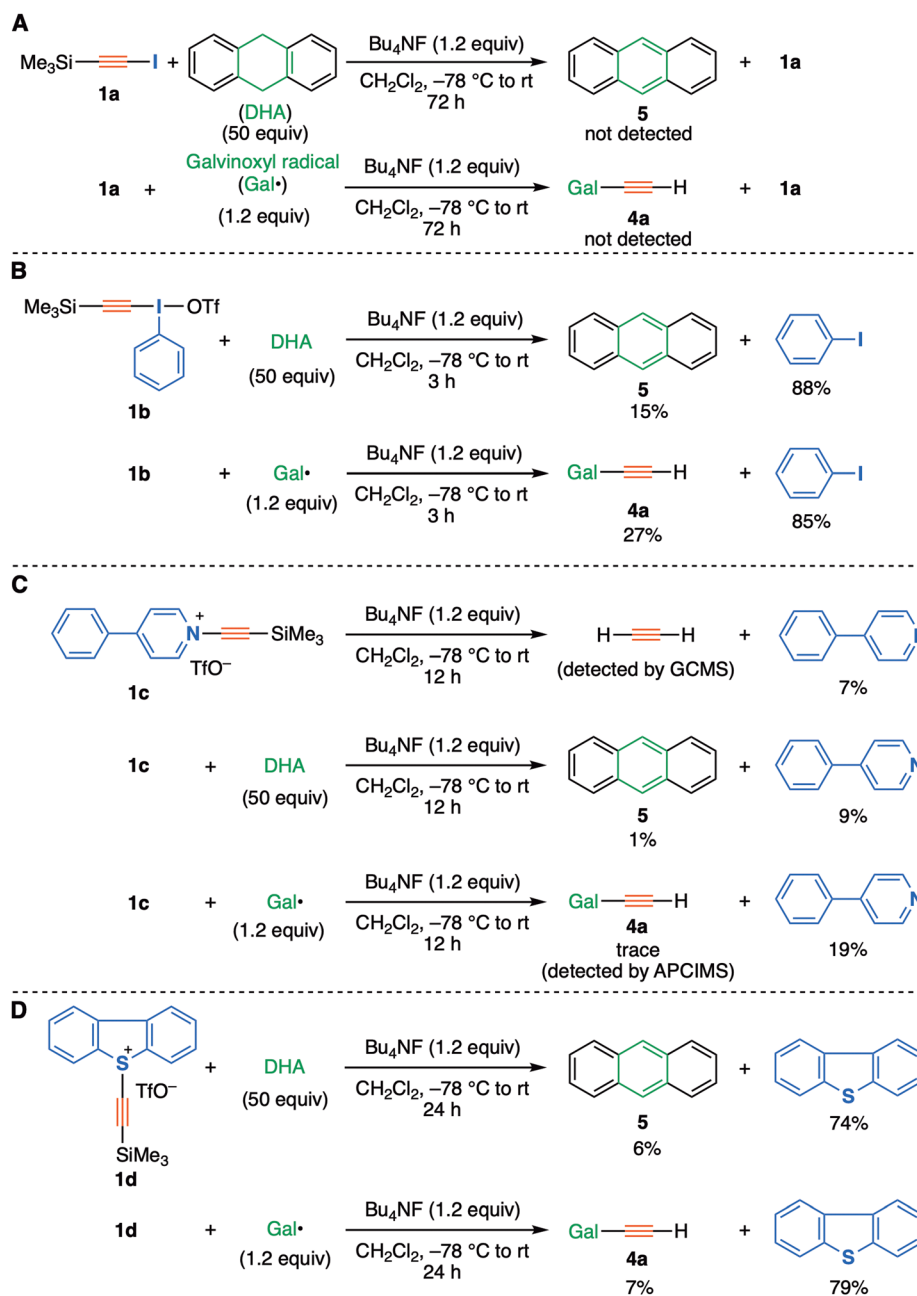 A
Me3Si I + Bu4NF (1.2 equiv) + 1a
1a CH2Cl2, –78 °C to rt 5
(DHA) 72 h not detected
(50 equiv)
Galvinoxyl radical
1a + (Gal•) Bu4NF (1.2 equiv) Gal H + 1a
(1.2 equiv) CH2Cl2, –78 °C to rt 4a
72 h not detected
B
Me3Si I OTf
+ DHA Bu4NF (1.2 equiv) + I
(50 equiv) CH2Cl2, –78 °C to rt 88%
1b 3 h 5
15%
1b + Gal• Bu4NF (1.2 equiv) Gal H + I
(1.2 equiv) CH2Cl2, –78 °C to rt 4a 85%
3 h 27%
C
N+ SiMe3 Bu4NF (1.2 equiv) H H +
TfO– CH2Cl2, –78 °C to rt (detected by GCMS)
1c 12 h 7%
1c + DHA Bu4NF (1.2 equiv) + N
(50 equiv) CH2Cl2, –78 °C to rt 5 9%
12 h 1%
1c + Gal• Bu4NF (1.2 equiv) Gal H + N
(1.2 equiv) CH2Cl2, –78 °C to rt 4a 19%
12 h trace
(detected by APCIMS)
D
S+ + DHA Bu4NF (1.2 equiv) + S
TfO– (50 equiv) CH2Cl2, –78 °C to rt 5 74%
SiMe3 24 h 6%
1d
1d + Gal• Bu4NF (1.2 equiv) Gal H + S
(1.2 equiv) CH2Cl2, –78 °C to rt 4a 79%
24 h 7%